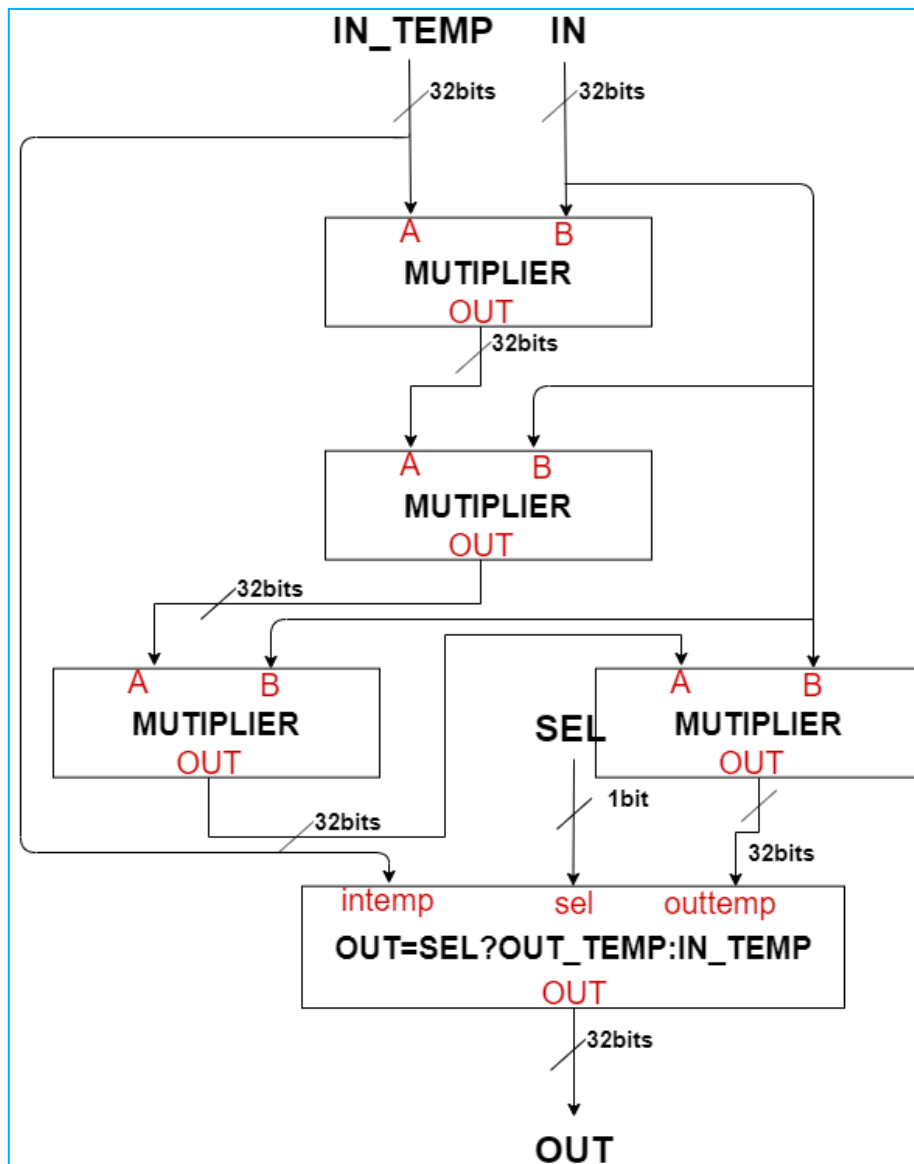 IN_TEMP IN
32bits 32bits
A B
MUTIPLIER
OUT
32bits
A B
MUTIPLIER
OUT
32bits
A B
MUTIPLIER
OUT
SEL
A B
MUTIPLIER
OUT
32bits
1bit
32bits
intemp sel outtemp
OUT=SEL?OUT_TEMP:IN_TEMP
OUT
32bits
OUT